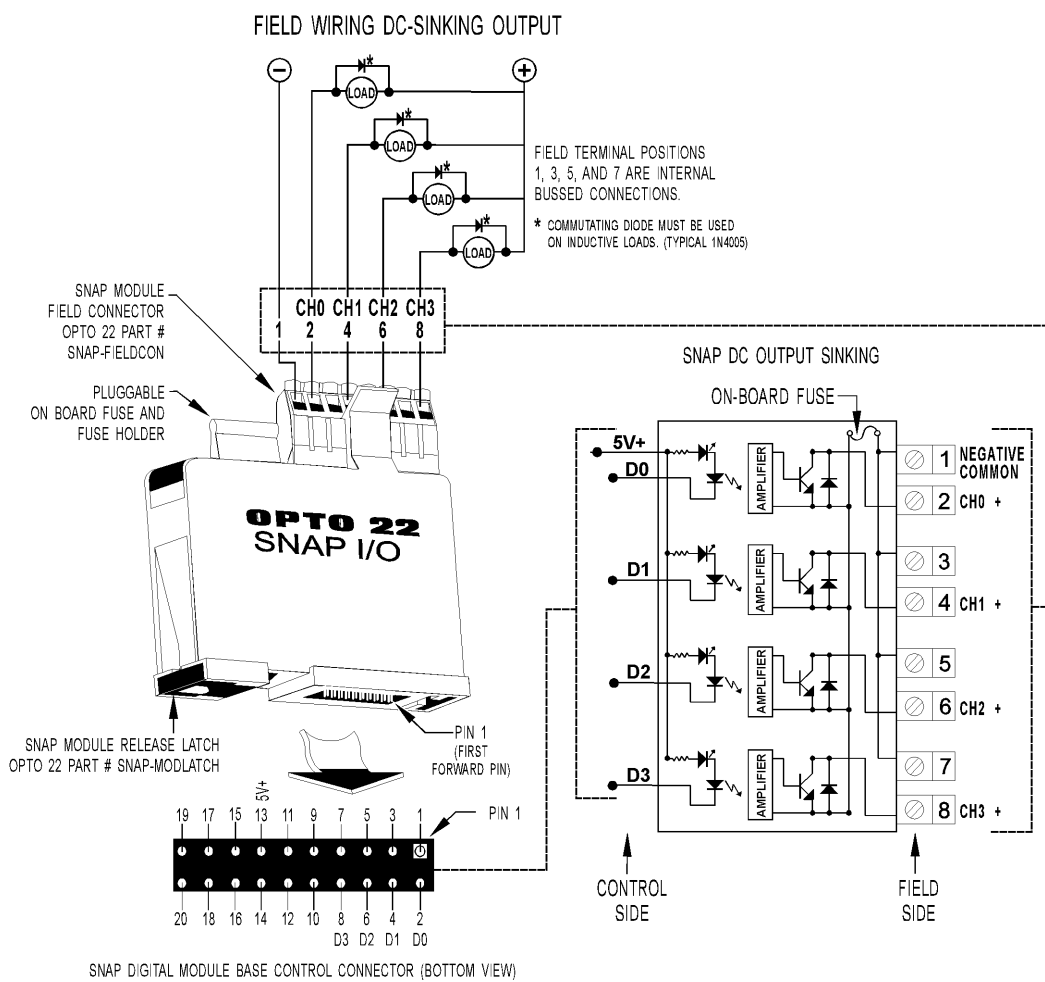 FIELD WIRING DC-SINKING OUTPUT
*
− +
LOAD
*
LOAD
*
LOAD
*
LOAD
FIELD TERMINAL POSITIONS
1, 3, 5, AND 7 ARE INTERNAL
BUSSED CONNECTIONS.
* COMMUTATING DIODE MUST BE USED
ON INDUCTIVE LOADS. (TYPICAL 1N4005)
SNAP MODULE
FIELD CONNECTOR
OPTO 22 PART #
SNAP-FIELDCON
CH0 CH1 CH2 CH3
1 2 4 6 8
PLUGGABLE
ON BOARD FUSE AND
FUSE HOLDER
OPTO 22
SNAP I/O
SNAP MODULE RELEASE LATCH
OPTO 22 PART # SNAP-MODLATCH
PIN 1
(FIRST
FORWARD PIN)
5V+
19 17 15 13 11 9 7 5 3 1
PIN 1
20 18 16 14 12 10 8 6 4 2
D3 D2 D1 D0
SNAP DIGITAL MODULE BASE CONTROL CONNECTOR (BOTTOM VIEW)
SNAP DC OUTPUT SINKING
ON-BOARD FUSE
5V+
D0
AMPLIFIER
1 NEGATIVE
COMMON
2 CH0 +
D1
AMPLIFIER
3
4 CH1 +
D2
AMPLIFIER
5
6 CH2 +
D3
AMPLIFIER
7
8 CH3 +
CONTROL
SIDE
FIELD
SIDE